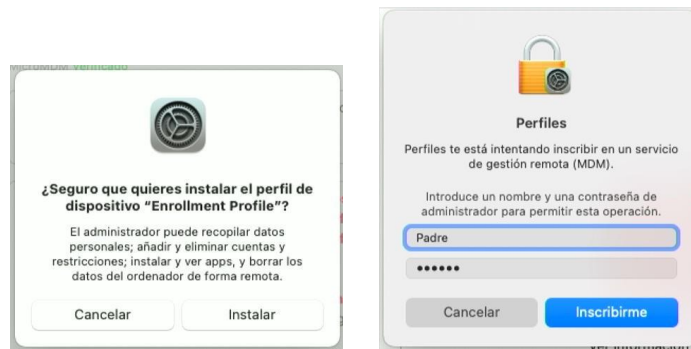 MicroMDM Verificado
¿Seguro que quieres instalar el perfil de
dispositivo “Enrollment Profile”?
El administrador puede recopilar datos
personales; añadir y eliminar cuentas y
restricciones; instalar y ver apps, y borrar los
datos del ordenador de forma remota.
Cancelar
Instalar
Perfiles
Perfiles te está intentando inscribir en un servicio
de gestión remota (MDM).
Introduce un nombre y una contraseña de
administrador para permitir esta operación.
Padre
••••••
Cancelar
Inscribirme